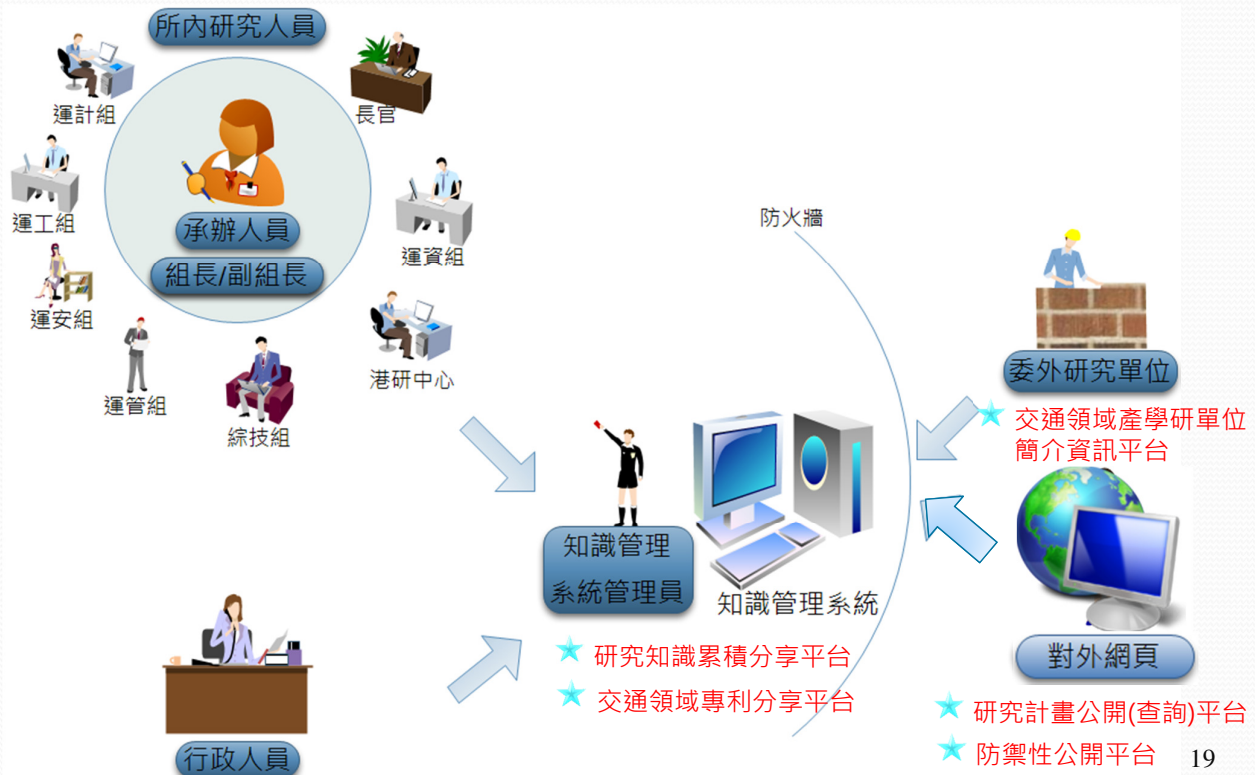 所內研究人員
運計組
長官
運工組
承辦人員
運資組
組長/副組長
運安組
港研中心
運管組
綜技組
防火牆
委外研究單位
交通領域產學研單位
簡介資訊平台
知識管理
系統管理員
知識管理系統
研究知識累積分享平台
交通領域專利分享平台
對外網頁
研究計畫公開(查詢)平台
防禦性公開平台
行政人員
19